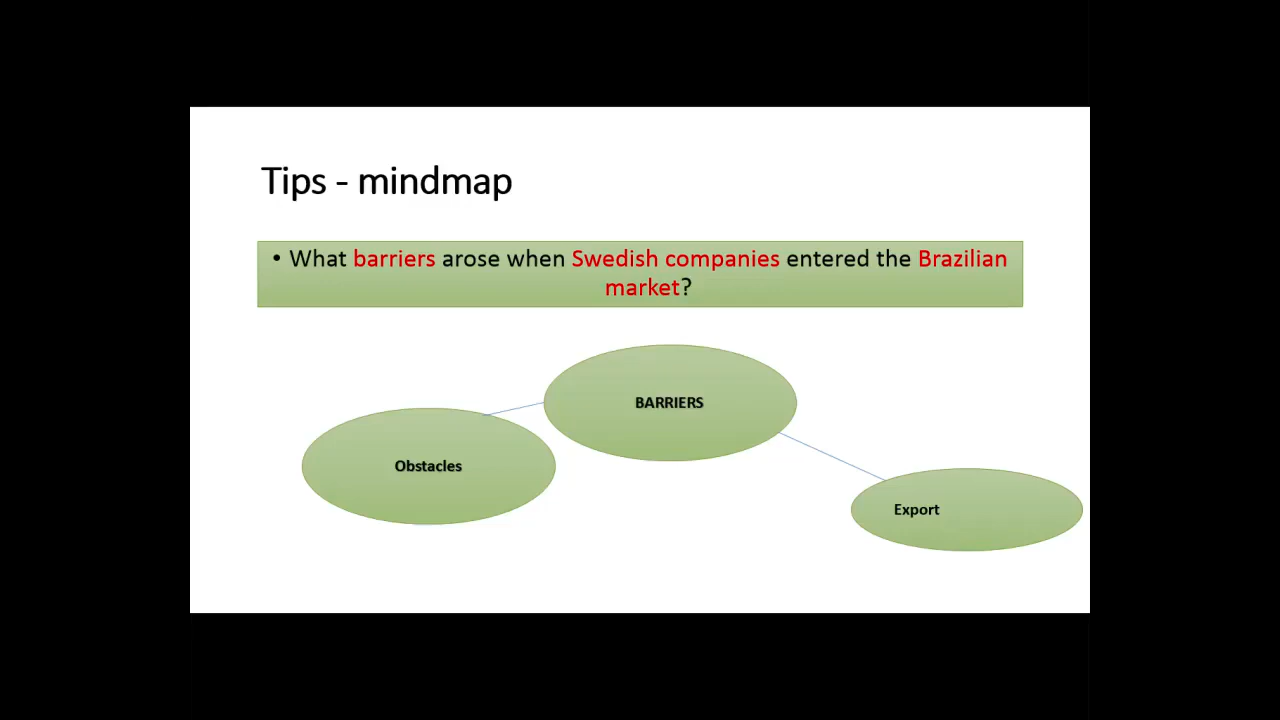 Tips - mindmap
• What barriers arose when Swedish companies entered the Brazilian
market?
BARRIERS
Obstacles
Export